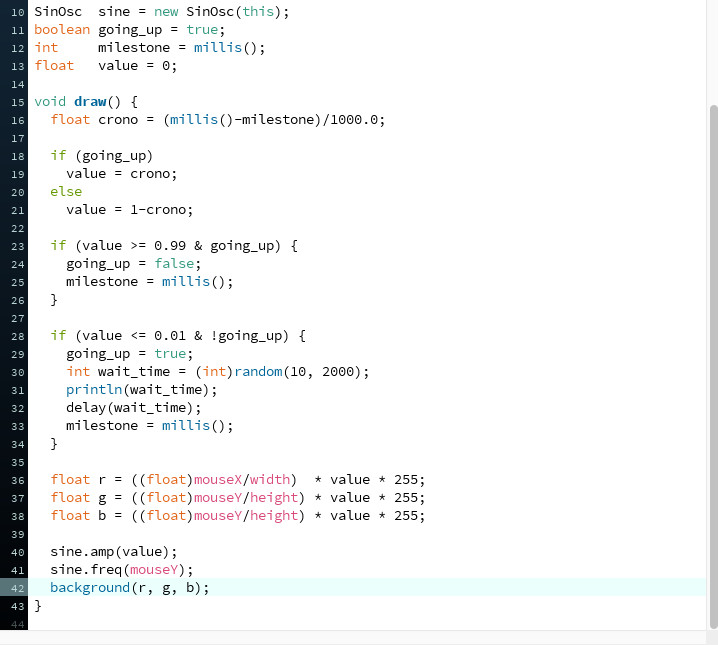 10 SinOsc  sine = new SinOsc(this);
11 boolean going_up = true;
12 int     milestone = millis();
13 float   value = 0;
14
15 void draw() {
16   float crono = (millis()-milestone)/1000.0;
17
18   if (going_up)
19     value = crono;
20   else
21     value = 1-crono;
22
23   if (value >= 0.99 & going_up) {
24     going_up = false;
25     milestone = millis();
26   }
27
28   if (value <= 0.01 & !going_up) {
29     going_up = true;
30     int wait_time = (int)random(10, 2000);
31     println(wait_time);
32     delay(wait_time);
33     milestone = millis();
34   }
35
36   float r = ((float)mouseX/width)  * value * 255;
37   float g = ((float)mouseY/height) * value * 255;
38   float b = ((float)mouseY/height) * value * 255;
39
40   sine.amp(value);
41   sine.freq(mouseY);
42   background(r, g, b);
43 }
44